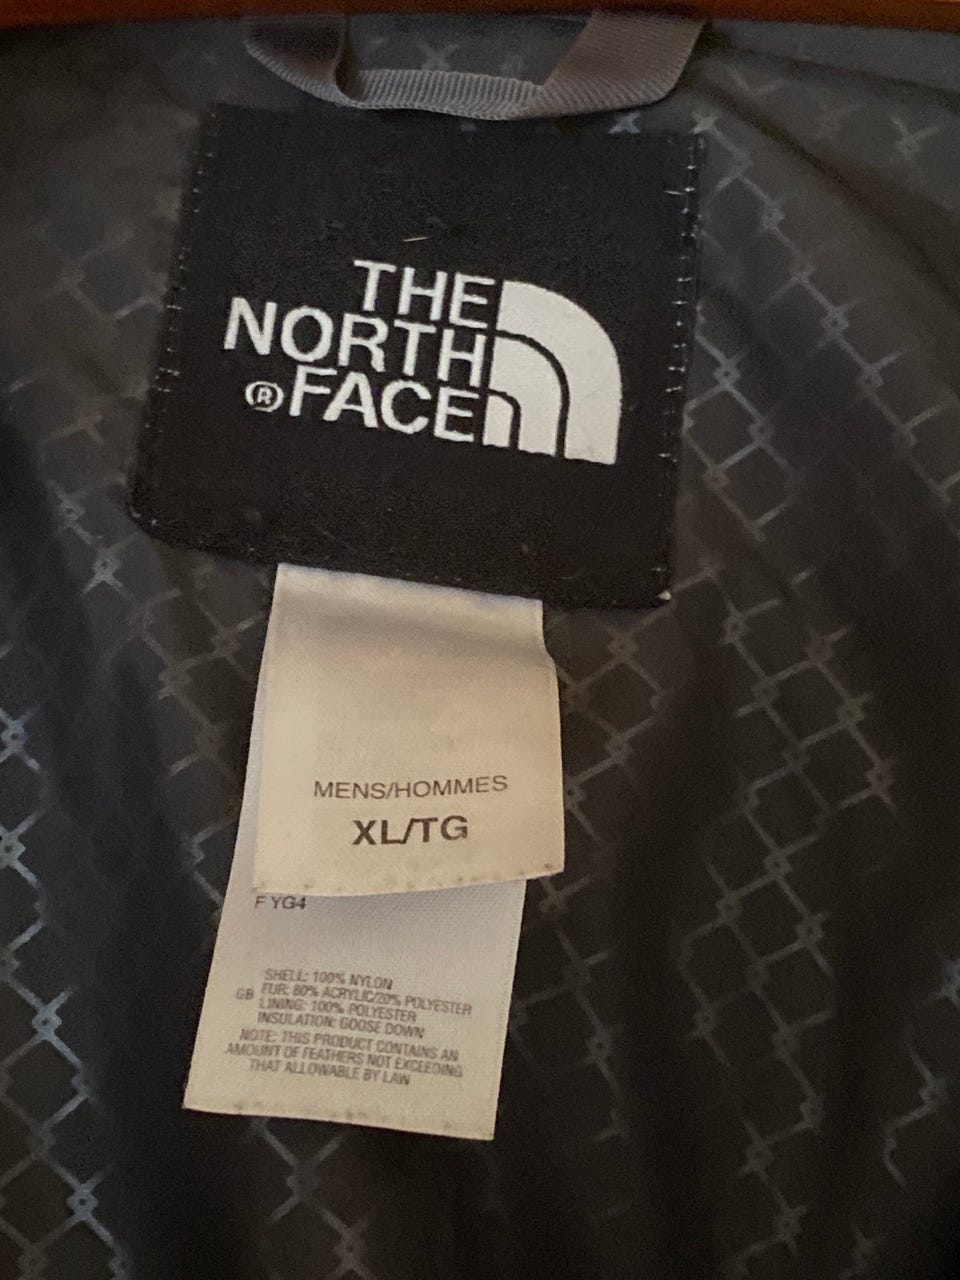 THE
NORTH
® FACE
MENS/HOMMES
XL/TG
F YG4
SHELL: 100% NYLON
GB FUR: 80% ACRYLIC/20% POLYESTER
LINING: 100% POLYESTER
INSULATION: GOOSE DOWN
NOTE: THIS PRODUCT CONTAINS AN
AMOUNT OF FEATHERS NOT EXCEEDING
THAT ALLOWABLE BY LAW